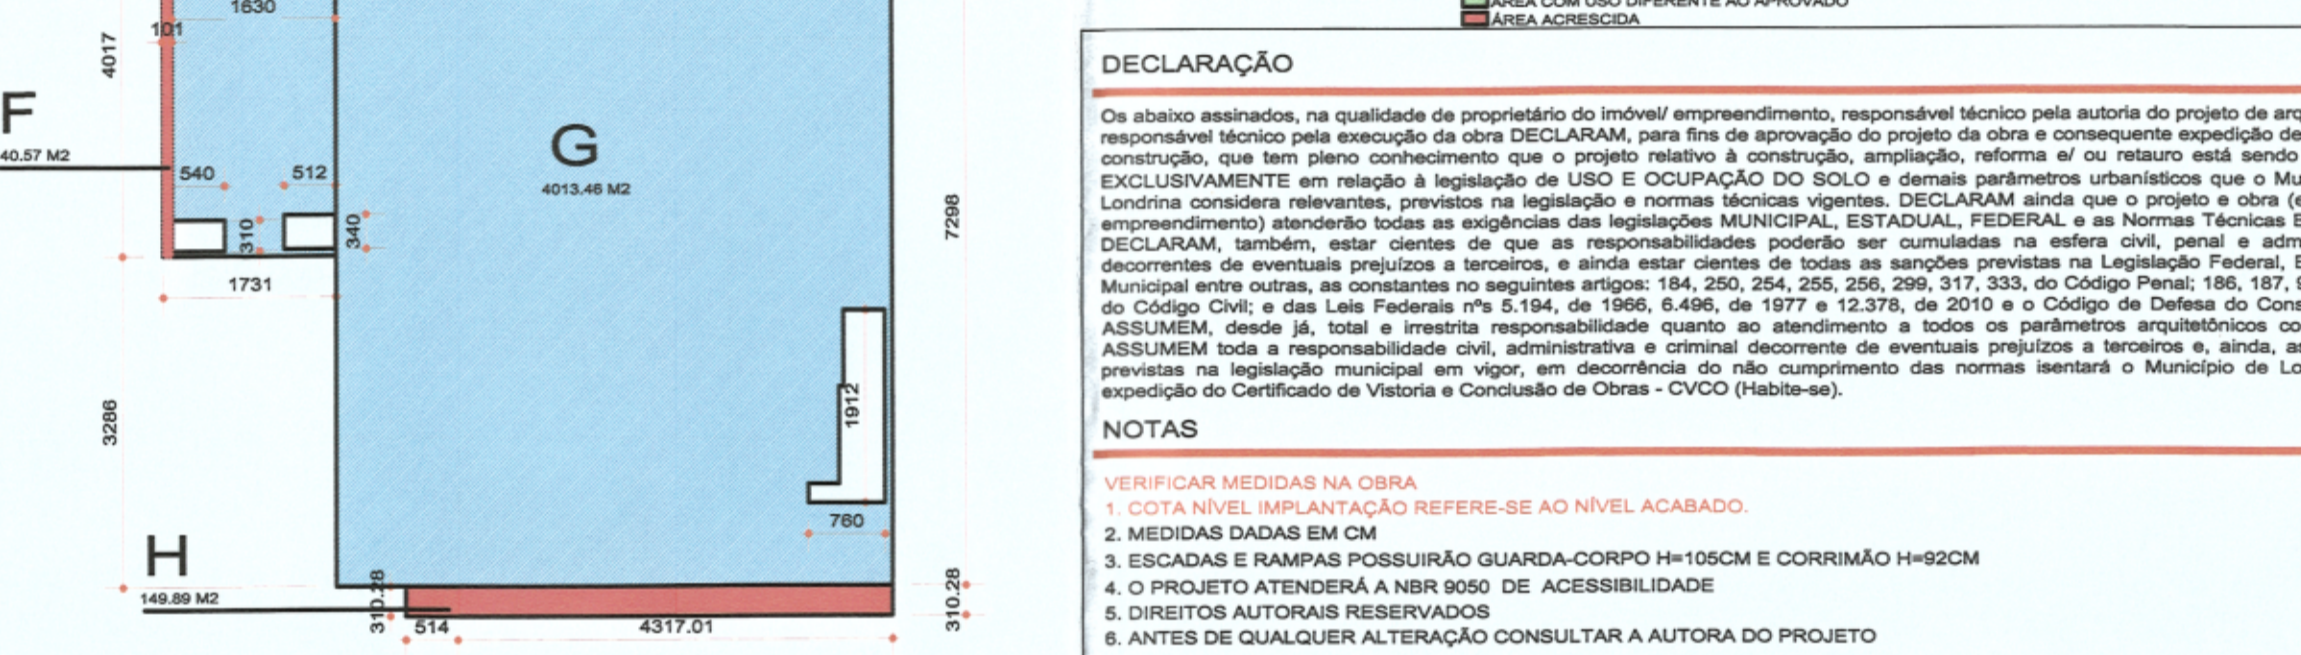 1630
101
4017
F
40.57 M2
540
512
310
340
1731
3286
G
4013.46 M2
7298
1912
760
H
149.89 M2
310.28
514
4317.01
310.28
ÁREA COM USO DIFERENTE AO APROVADO
ÁREA ACRESCIDA
DECLARAÇÃO
Os abaixo assinados, na qualidade de proprietário do imóvel/ empreendimento, responsável técnico pela autoria do projeto de arq
responsável técnico pela execução da obra DECLARAM, para fins de aprovação do projeto da obra e consequente expedição de
construção, que tem pleno conhecimento que o projeto relativo à construção, ampliação, reforma e/ ou retauro está sendo
EXCLUSIVAMENTE em relação à legislação de USO E OCUPAÇÃO DO SOLO e demais parâmetros urbanísticos que o Mu
Londrina considera relevantes, previstos na legislação e normas técnicas vigentes. DECLARAM ainda que o projeto e obra (e
empreendimento) atenderão todas as exigências das legislações MUNICIPAL, ESTADUAL, FEDERAL e as Normas Técnicas B
DECLARAM, também, estar cientes de que as responsabilidades poderão ser cumuladas na esfera civil, penal e adm
decorrentes de eventuais prejuízos a terceiros, e ainda estar cientes de todas as sanções previstas na Legislação Federal, E
Municipal entre outras, as constantes no seguintes artigos: 184, 250, 254, 255, 256, 299, 317, 333, do Código Penal; 186, 187, 9
do Código Civil; e das Leis Federais nºs 5.194, de 1966, 6.496, de 1977 e 12.378, de 2010 e o Código de Defesa do Cons
ASSUMEM, desde já, total e irrestrita responsabilidade quanto ao atendimento a todos os parâmetros arquitetônicos co
ASSUMEM toda a responsabilidade civil, administrativa e criminal decorrente de eventuais prejuízos a terceiros e, ainda, as
previstas na legislação municipal em vigor, em decorrência do não cumprimento das normas isentará o Município de Lo
expedição do Certificado de Vistoria e Conclusão de Obras - CVCO (Habite-se).
NOTAS
VERIFICAR MEDIDAS NA OBRA
1. COTA NÍVEL IMPLANTAÇÃO REFERE-SE AO NÍVEL ACABADO.
2. MEDIDAS DADAS EM CM
3. ESCADAS E RAMPAS POSSUIRÃO GUARDA-CORPO H=105CM E CORRIMÃO H=92CM
4. O PROJETO ATENDERÁ A NBR 9050 DE ACESSIBILIDADE
5. DIREITOS AUTORAIS RESERVADOS
6. ANTES DE QUALQUER ALTERAÇÃO CONSULTAR A AUTORA DO PROJETO